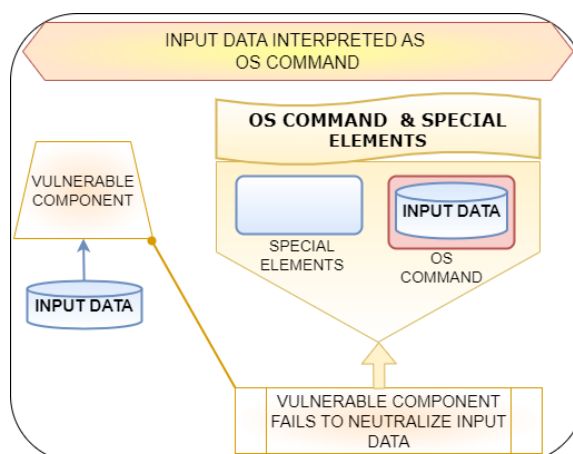 INPUT DATA INTERPRETED AS
OS COMMAND
OS COMMAND & SPECIAL
ELEMENTS
VULNERABLE
COMPONENT
INPUT DATA
SPECIAL
ELEMENTS
OS
COMMAND
INPUT DATA
VULNERABLE COMPONENT
FAILS TO NEUTRALIZE INPUT
DATA